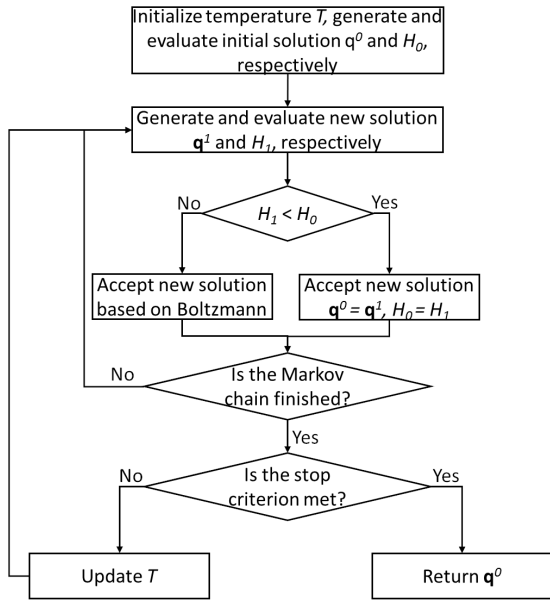 Initialize temperature T, generate and
evaluate initial solution q⁰ and H₀,
respectively
Generate and evaluate new solution
q¹ and H₁, respectively
No
Yes
H₁ < H₀
Accept new solution
based on Boltzmann
Accept new solution
q⁰ = q¹, H₀ = H₁
No
Is the Markov
chain finished?
Yes
No
Yes
Is the stop
criterion met?
Update T
Return q⁰